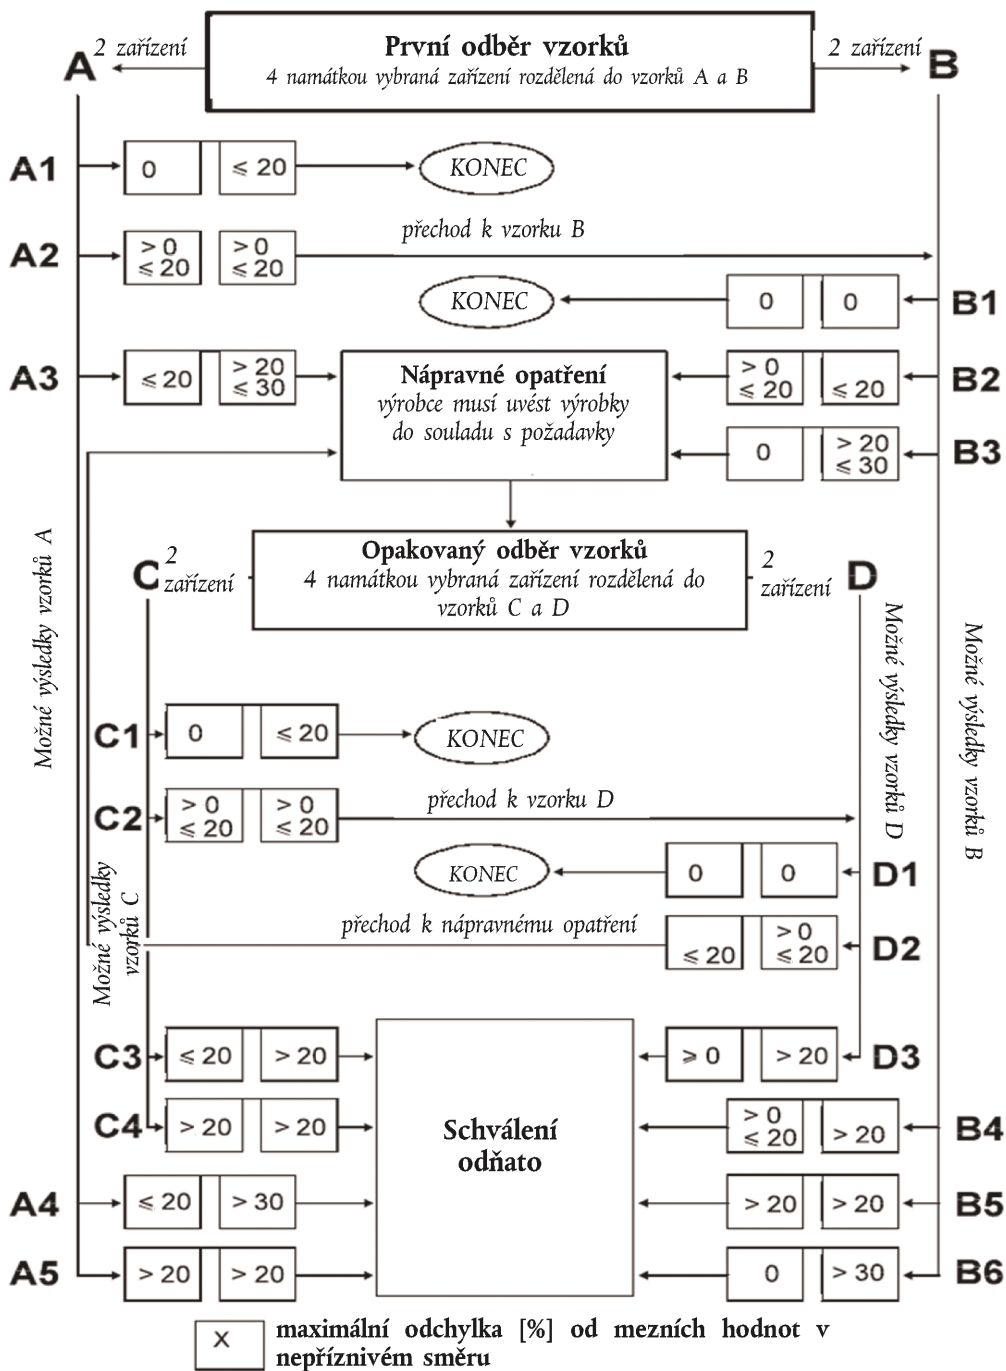 První odběr vzorků
4 namátkou vybraná zařízení rozdělená do vzorků A a B
A 2 zařízení
2 zařízení B
A1 0 ≤ 20 KONEC
A2 > 0 ≤ 20 > 0 ≤ 20 přechod k vzorku B
KONEC 0 0 B1
A3 ≤ 20 > 20 ≤ 30
Nápravné opatření
výrobce musí uvést výrobky
do souladu s požadavky
> 0 ≤ 20 ≤ 20 B2
0 > 20 ≤ 30 B3
Opakovaný odběr vzorků
4 namátkou vybraná zařízení rozdělená do
vzorků C a D
C 2
zařízení
2 D
zařízení
Možné výsledky vzorků A
Možné výsledky vzorků D
Možné výsledky vzorků B
C1 0 ≤ 20 KONEC
C2 > 0 ≤ 20 > 0 ≤ 20 přechod k vzorku D
Možné výsledky
vzorků C
KONEC 0 0 D1
přechod k nápravnému opatření
≤ 20 > 0 ≤ 20 D2
C3 ≤ 20 > 20
⩾ 0 > 20 D3
C4 > 20 > 20
Schválení
odňato
> 0 ≤ 20 > 20 B4
A4 ≤ 20 > 30
> 20 > 20 B5
A5 > 20 > 20
0 > 30 B6
X maximální odchylka [%] od mezních hodnot v
nepříznivém směru